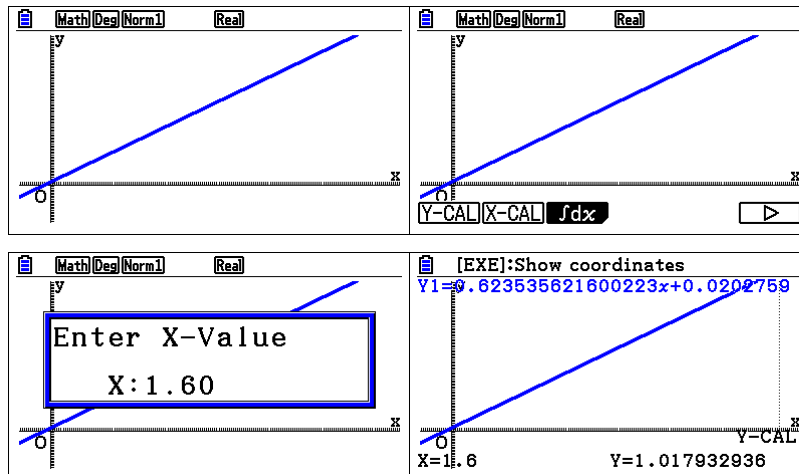 Math Deg Norm1 Real
y
x
O
Math Deg Norm1 Real
y
x
O
Y-CAL X-CAL ∫dx
Math Deg Norm1 Real
y
Enter X-Value
X:1.60
x
O
[EXE]:Show coordinates
Y1=0.623535621600223x+0.0202759
x
O
Y-CAL
X=1.6 Y=1.017932936